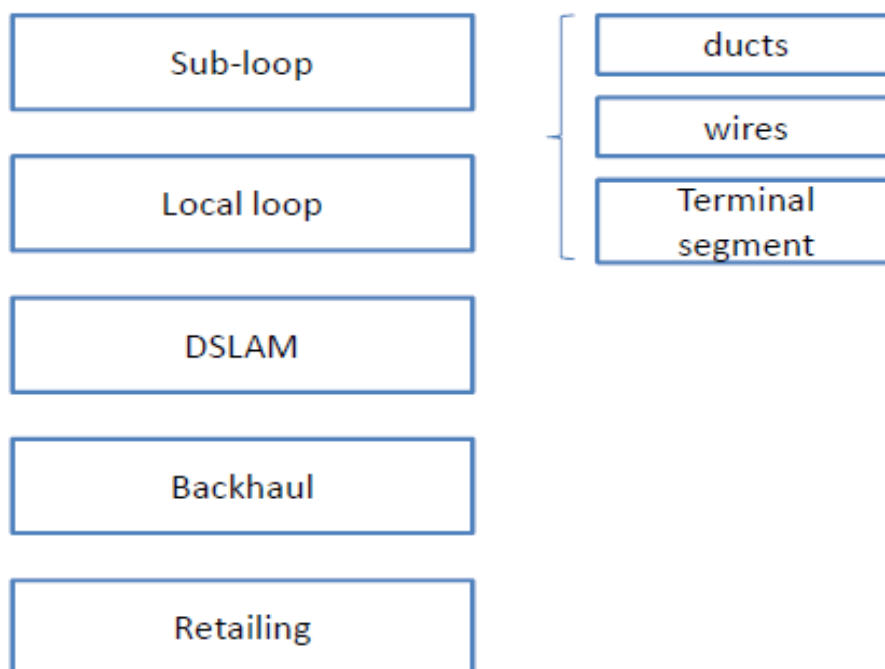 Sub-loop
Local loop
DSLAM
Backhaul
Retailing
ducts
wires
Terminal
segment